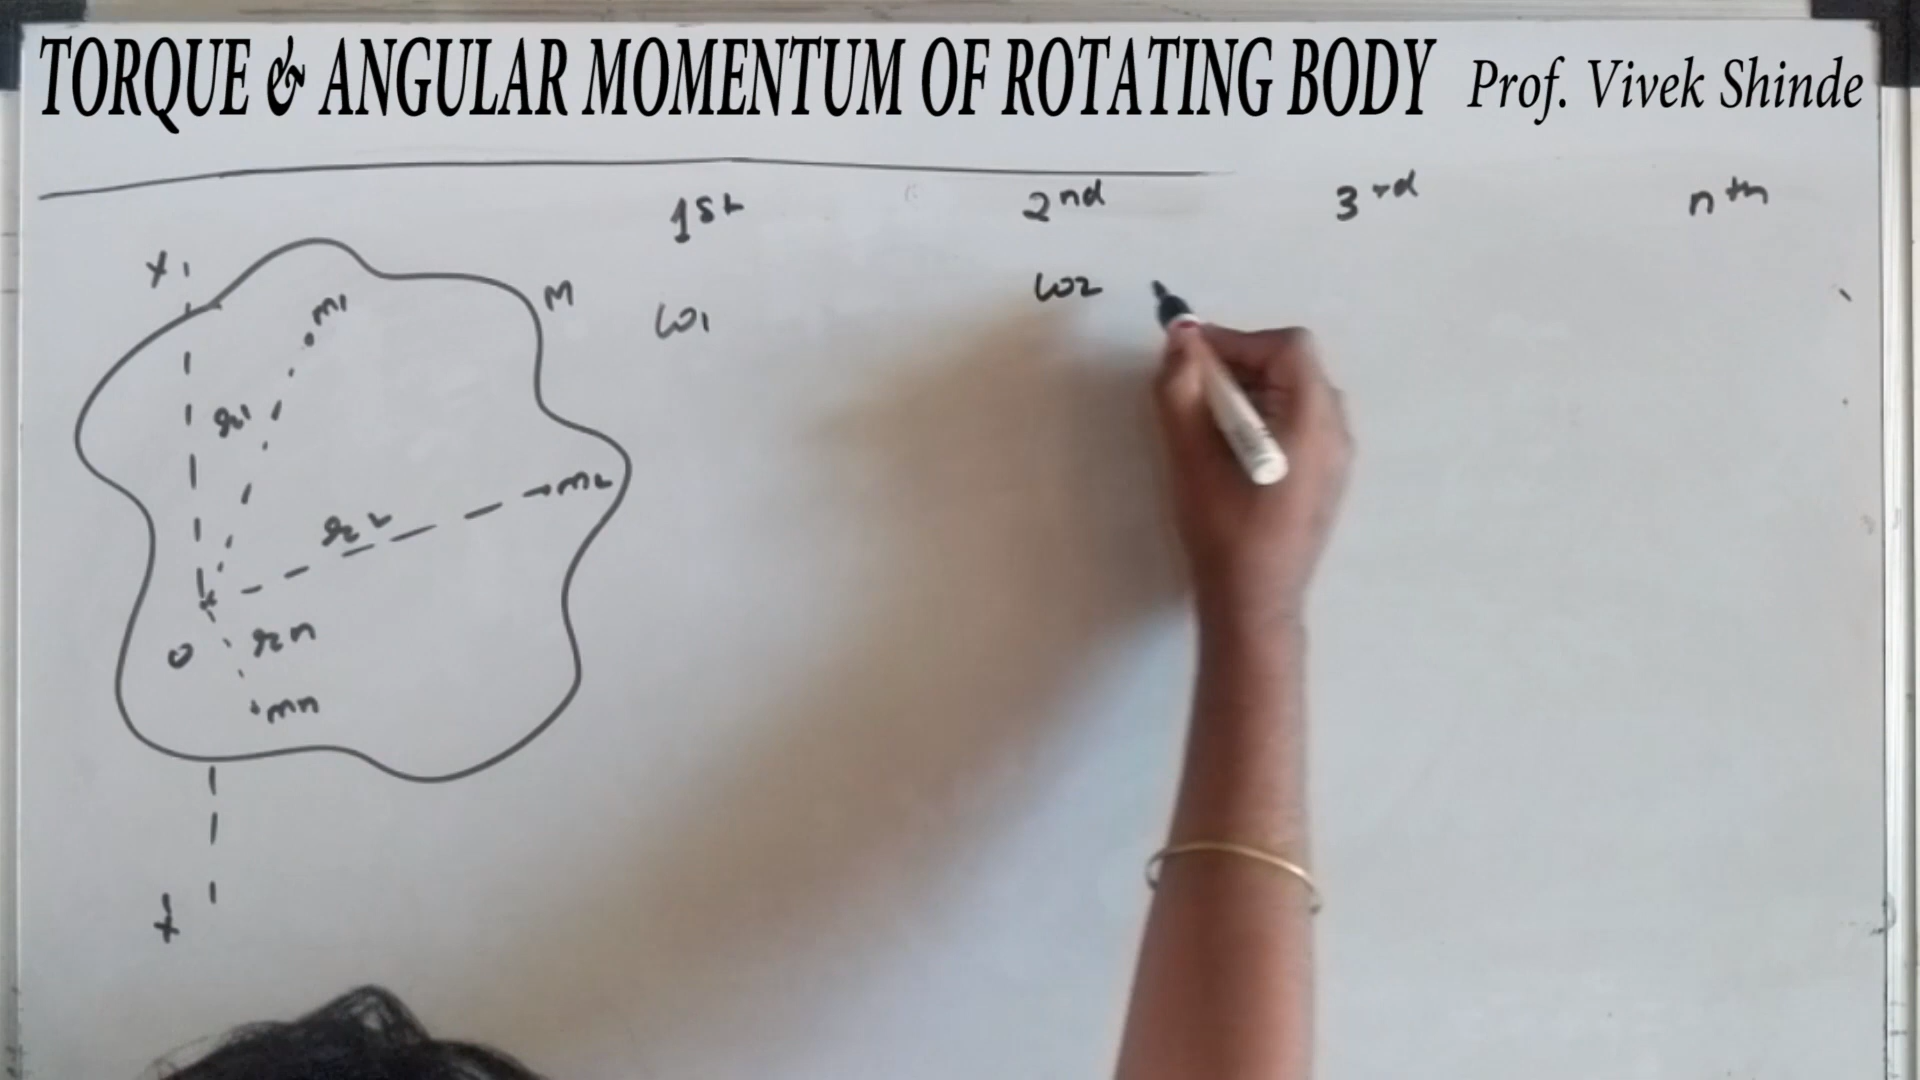 TORQUE & ANGULAR MOMENTUM OF ROTATING BODY Prof. Vivek Shinde
1st 2nd 3rd nth
X1
m1
M
ω1
ω2
r1
m2
r2
rn
O
mn
X